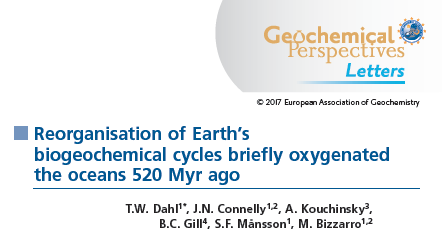 Geochemical
Perspectives
Letters
© 2017 European Association of Geochemistry
Reorganisation of Earth's
biogeochemical cycles briefly oxygenated
the oceans 520 Myr ago
T.W. Dahl1*, J.N. Connelly1,2, A. Kouchinsky3,
B.C. Gill4, S.F. Månsson1, M. Bizzarro1,2